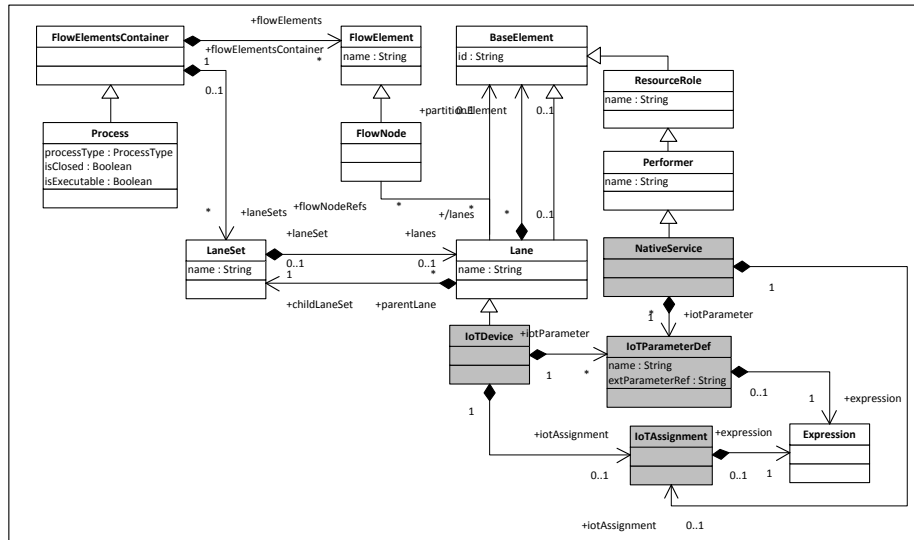 +flowElements
FlowElementsContainer
FlowElement
BaseElement
name : String
id : String
+flowElementsContainer
1
*
0..1
ResourceRole
name : String
+partitionElement
0..1
0..1
Process
processType : ProcessType
isClosed : Boolean
isExecutable : Boolean
FlowNode
Performer
name : String
*
+laneSets
+flowNodeRefs
*
*
+/lanes
*
0..1
+laneSet
+lanes
LaneSet
name : String
0..1
0..1
Lane
name : String
NativeService
1
*
1
+childLaneSet
+parentLane
1
*
+iotParameter
IoTDevice
+iotParameter
1
*
IoTParameterDef
name : String
extParameterRef : String
0..1
1
+expression
1
+iotAssignment
0..1
IoTAssignment
+expression
0..1
1
Expression
+iotAssignment
0..1